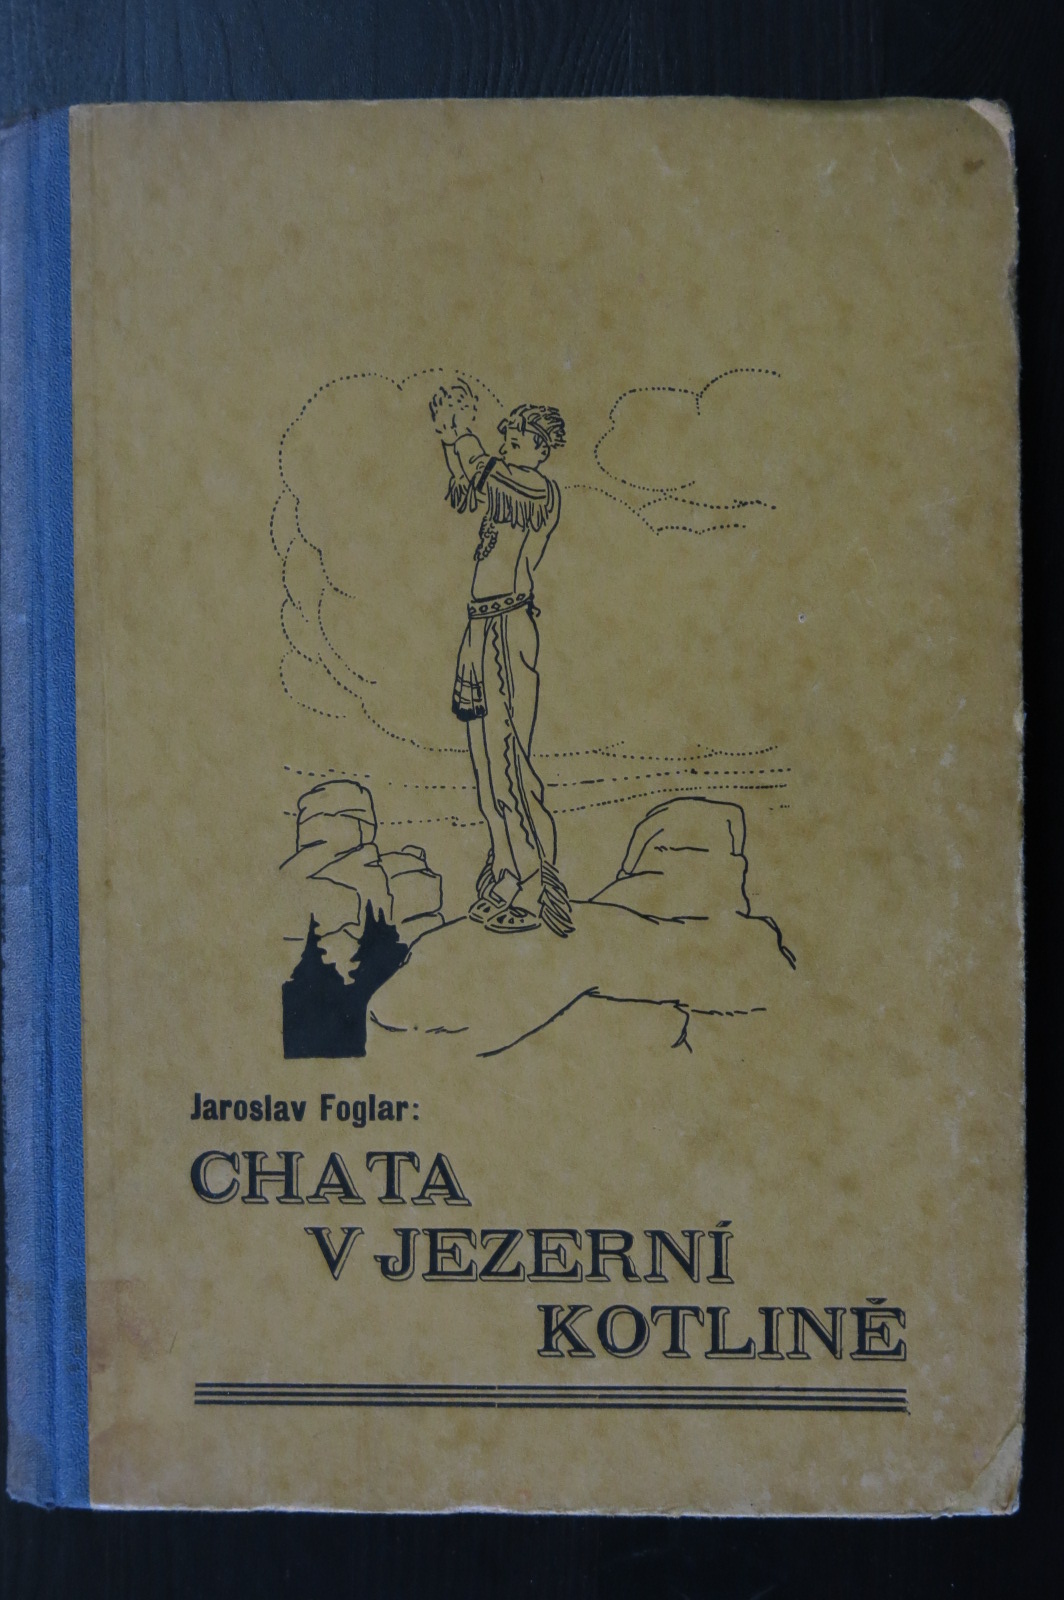 Jaroslav Foglar:
CHATA
V JEZERNÍ
KOTLINĚ